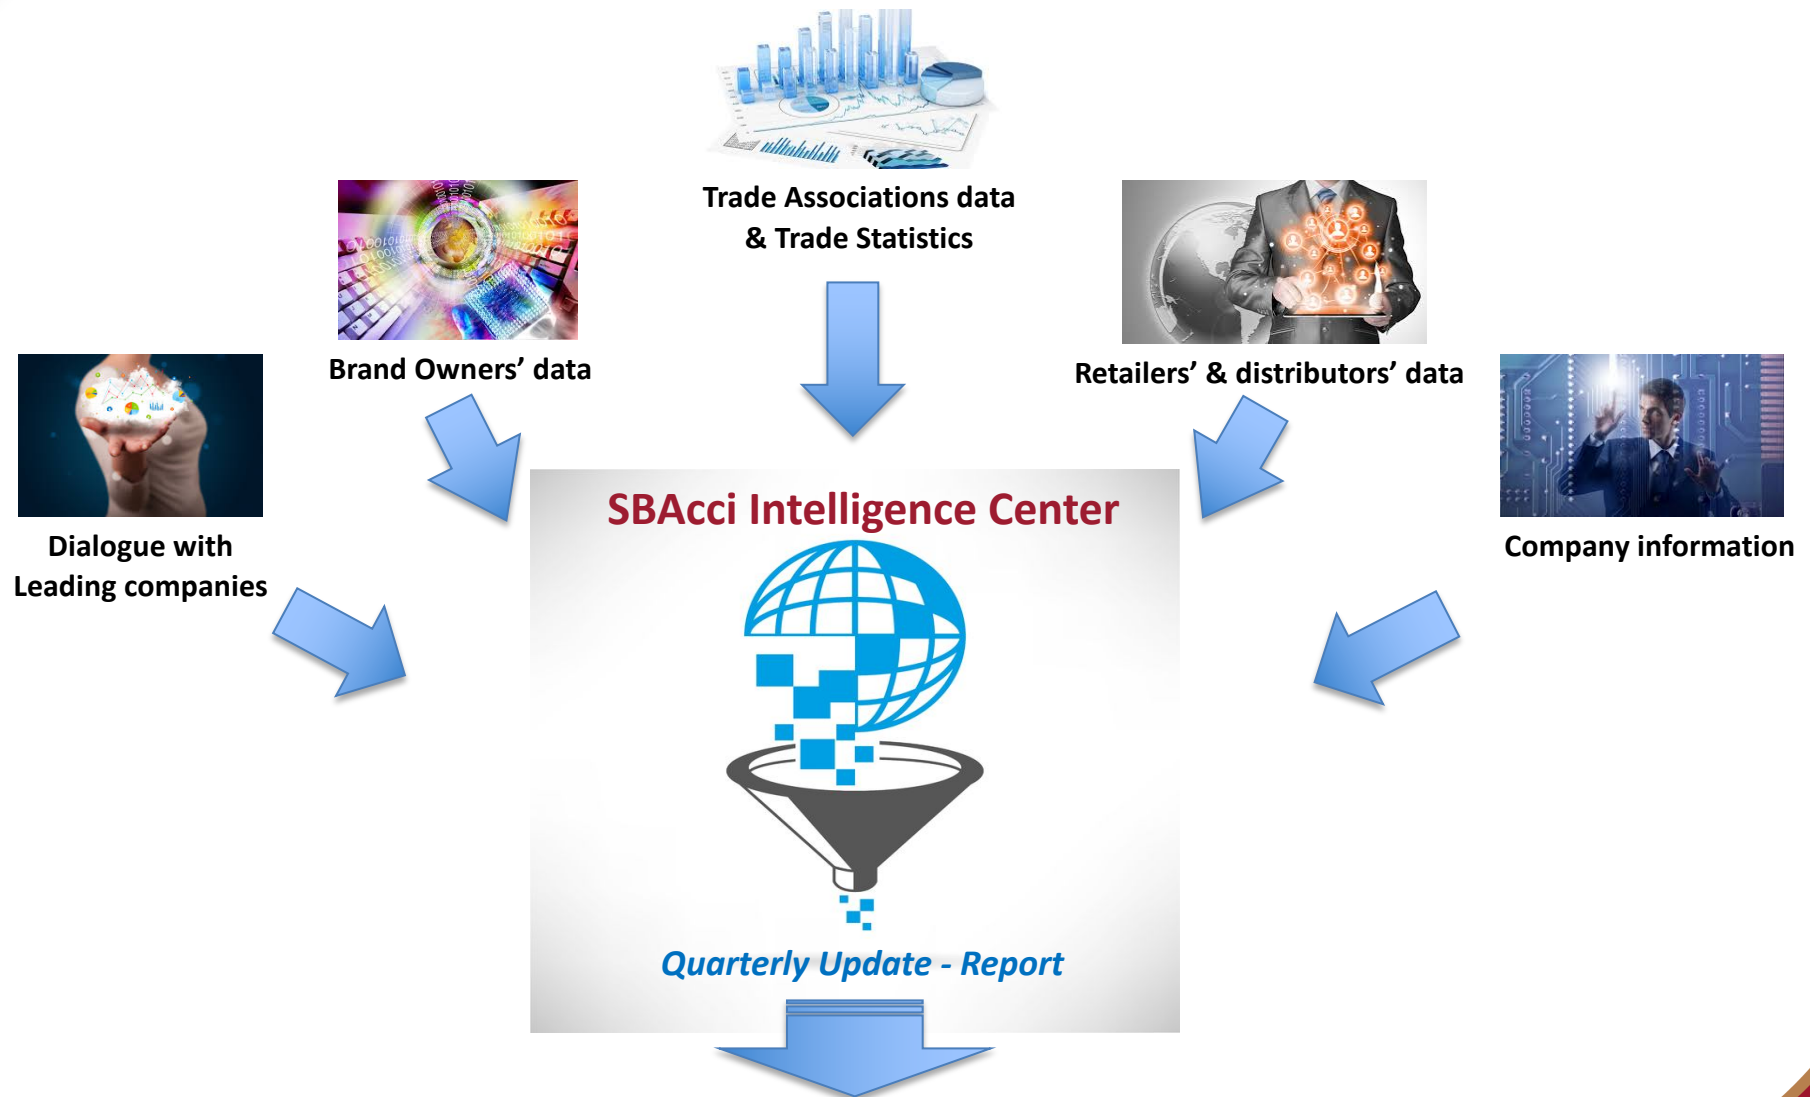 Trade Associations data
& Trade Statistics
Brand Owners’ data
Retailers’ & distributors’ data
Dialogue with
Leading companies
Company information
SBAcci Intelligence Center
Quarterly Update - Report